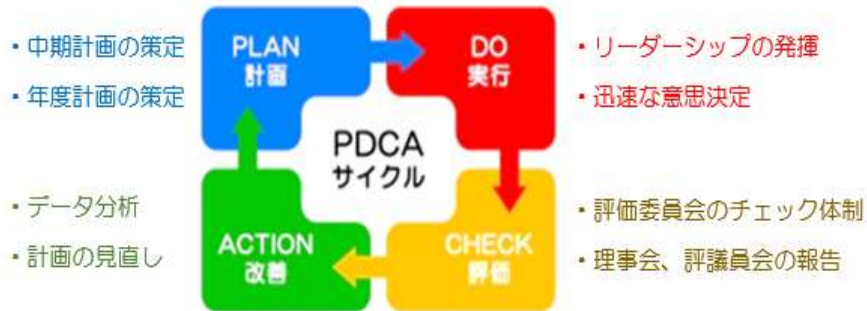 ・中期計画の策定
・年度計画の策定
PLAN
計画
DO
実行
・リーダーシップの発揮
・迅速な意思決定
PDCA
サイクル
・データ分析
・計画の見直し
ACTION
改善
CHECK
評価
・評価委員会のチェック体制
・理事会、評議員会の報告